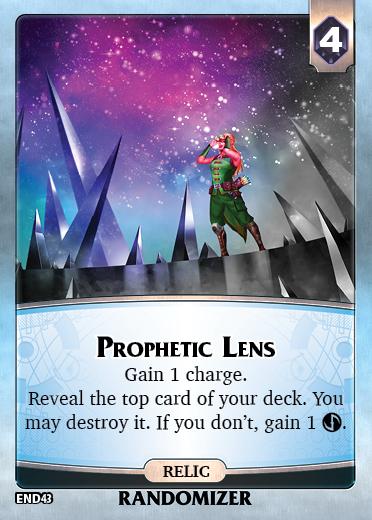 4
PROPHETIC LENS
Gain 1 charge.
Reveal the top card of your deck. You
may destroy it. If you don't, gain 1 .
RELIC
END43
RANDOMIZER